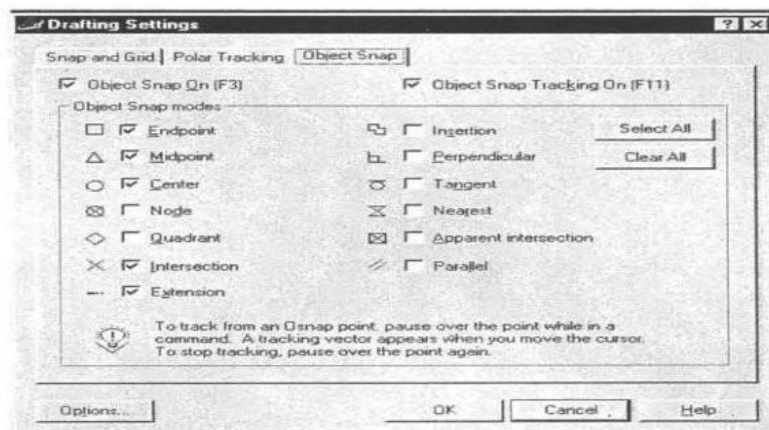 Drafting Settings
Snap and Grid Polar Tracking Object Snap
Object Snap On (F3) Object Snap Tracking On (F11)
Object Snap modes
Endpoint Insertion Select All
Midpoint Perpendicular Clear All
Center Tangent
Node Nearest
Quadrant Apparent intersection
Intersection Parallel
Extension
To track from an Osnap point, pause over the point while in a
command. A tracking vector appears when you move the cursor.
To stop tracking, pause over the point again.
Options... OK Cancel Help